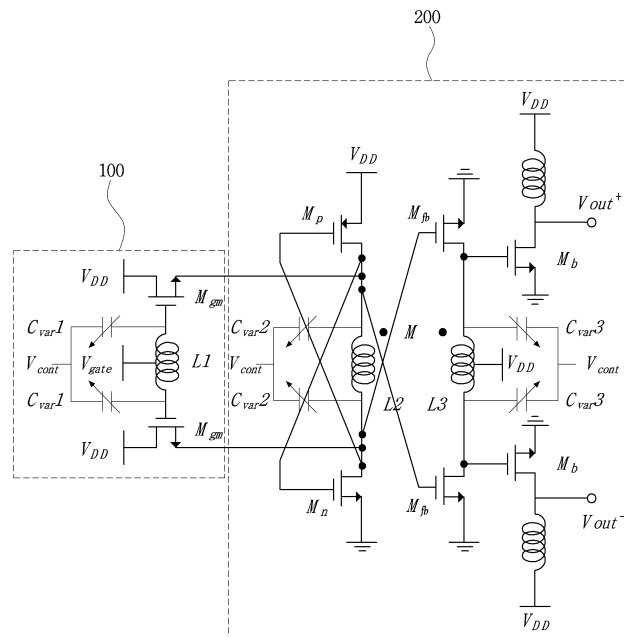 200
V_DD
100
V_DD
Vout+
M_p
M_fb
M_b
V_DD
M_gm
C_var1
C_var2
M
C_var3
V_cont
V_gate
L1
V_cont
V_DD
V_cont
C_var1
C_var2
L2
L3
C_var3
M_gm
V_DD
M_b
M_n
M_fb
Vout-
V_DD